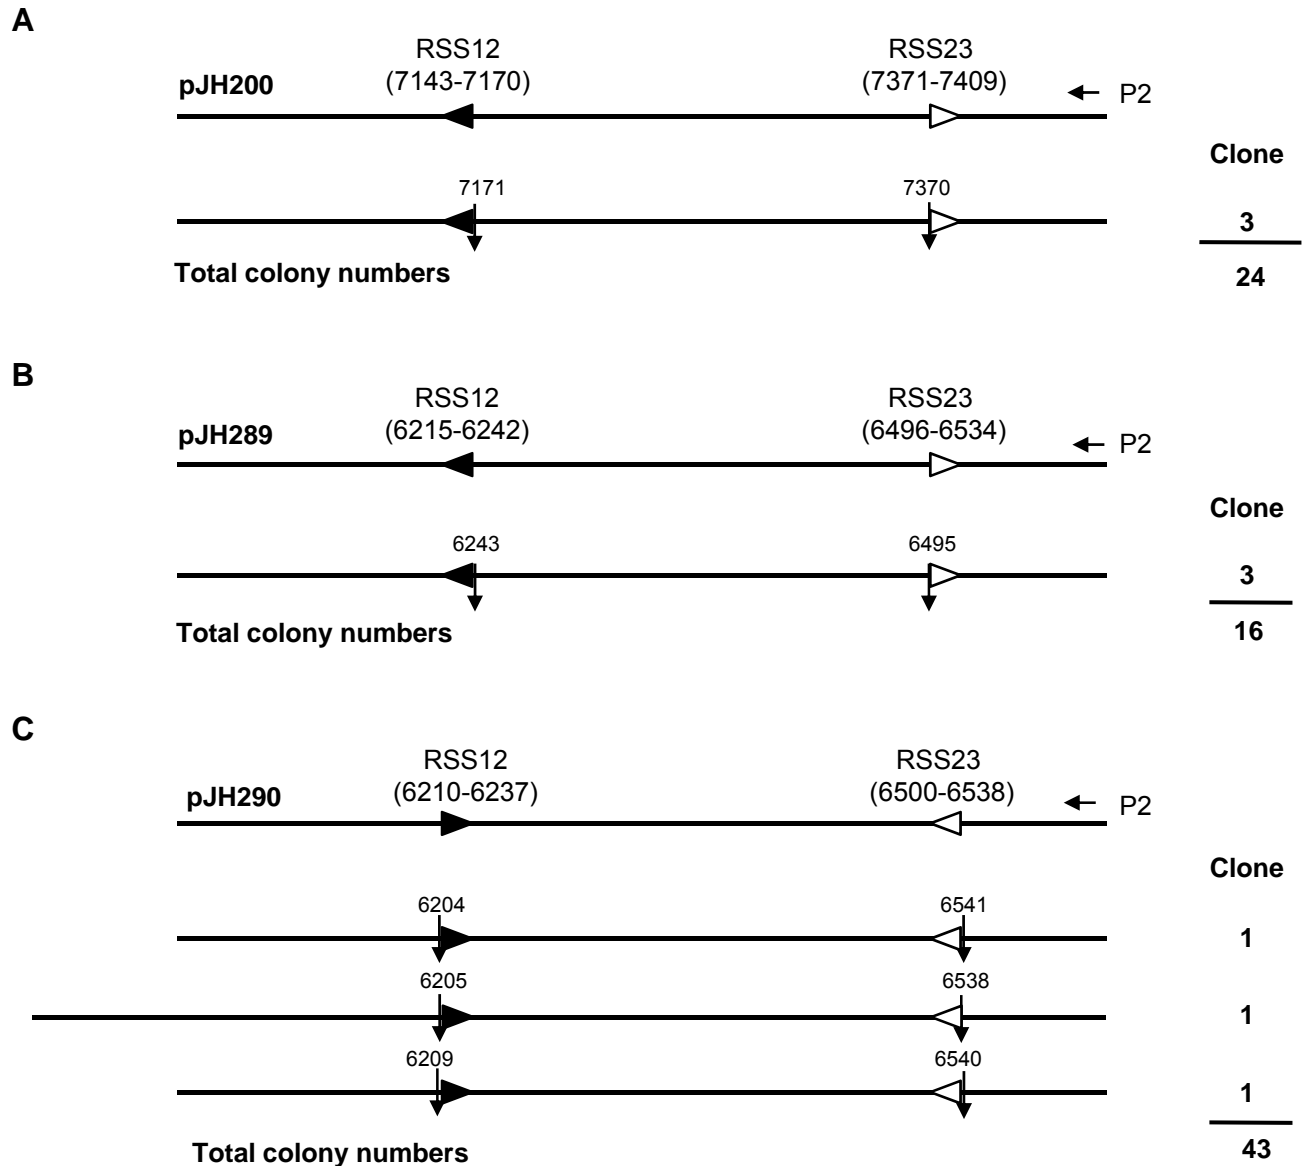 A
RSS12
(7143-7170)
RSS23
(7371-7409)
pJH200
P2
Clone
7171
7370
3
Total colony numbers
24
B
RSS12
(6215-6242)
RSS23
(6496-6534)
pJH289
P2
Clone
6243
6495
3
Total colony numbers
16
C
RSS12
(6210-6237)
RSS23
(6500-6538)
pJH290
P2
Clone
6204
6541
1
6205
6538
1
6209
6540
1
Total colony numbers
43